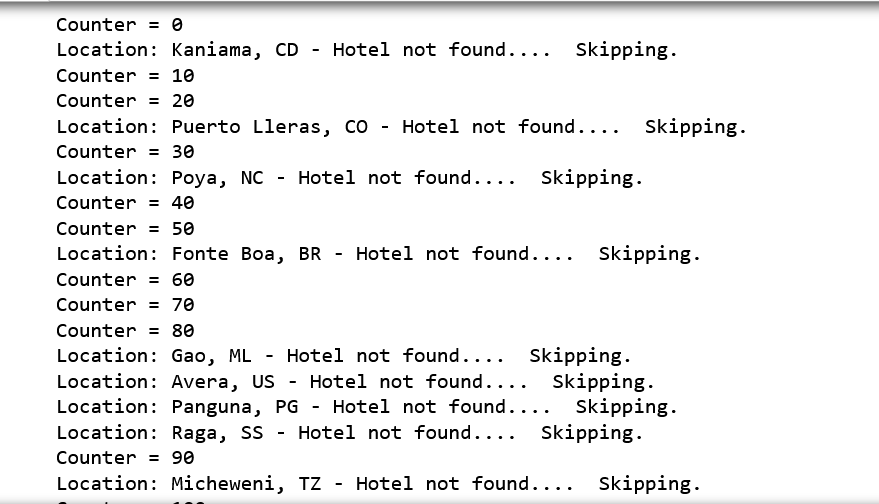 Counter = 0
Location: Kaniama, CD - Hotel not found....  Skipping.
Counter = 10
Counter = 20
Location: Puerto Lleras, CO - Hotel not found....  Skipping.
Counter = 30
Location: Poya, NC - Hotel not found....  Skipping.
Counter = 40
Counter = 50
Location: Fonte Boa, BR - Hotel not found....  Skipping.
Counter = 60
Counter = 70
Counter = 80
Location: Gao, ML - Hotel not found....  Skipping.
Location: Avera, US - Hotel not found....  Skipping.
Location: Panguna, PG - Hotel not found....  Skipping.
Location: Raga, SS - Hotel not found....  Skipping.
Counter = 90
Location: Micheweni, TZ - Hotel not found....  Skipping.